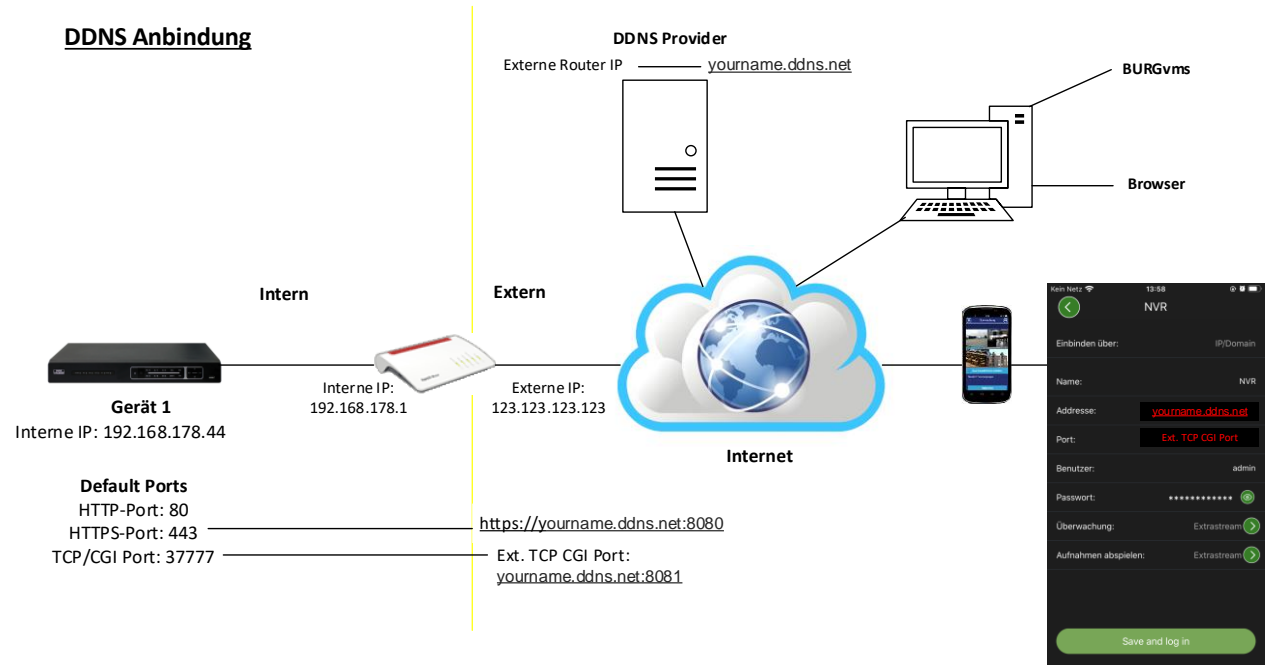 DDNS Anbindung
DDNS Provider
Externe Router IP
yourname.ddns.net
BURGvms
Browser
Intern
Extern
Gerät 1
Interne IP: 192.168.178.44
Interne IP:
192.168.178.1
Externe IP:
123.123.123.123
Internet
Default Ports
HTTP-Port: 80
HTTPS-Port: 443
TCP/CGI Port: 37777
https://yourname.ddns.net:8080
Ext. TCP CGI Port:
yourname.ddns.net:8081
Kein Netz 13:58
NVR
Einbinden über: IP/Domain
Name: NVR
Addresse: yourname.ddns.net
Port: Ext. TCP CGI Port
Benutzer: admin
Passwort: ************
Überwachung: Extrastream
Aufnahmen abspielen: Extrastream
Save and log in